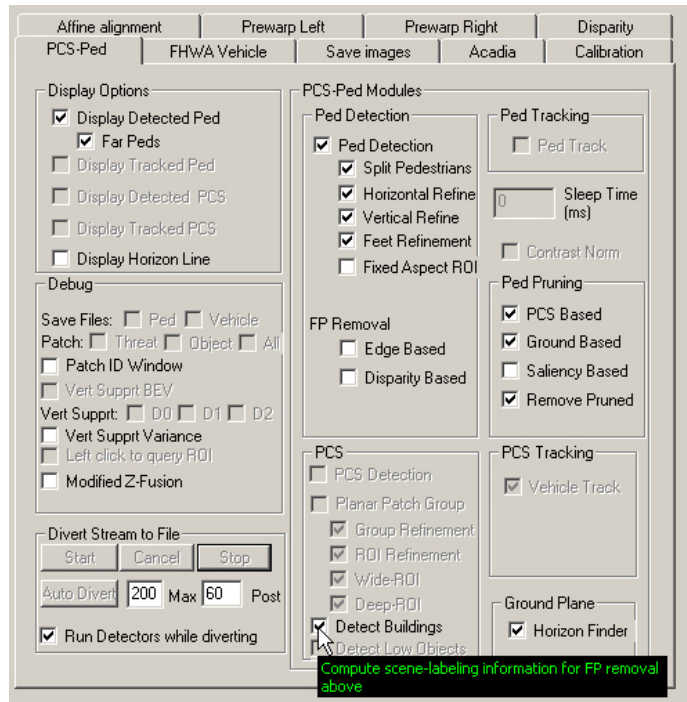 Affine alignment
Prewarp Left
Prewarp Right
Disparity
PCS-Ped
FHWA Vehicle
Save images
Acadia
Calibration
Display Options
Display Detected Ped
Far Peds
Display Tracked Ped
Display Detected PCS
Display Tracked PCS
Display Horizon Line
Debug
Save Files: Ped Vehicle
Patch: Threat Object All
Patch ID Window
Vert Supprt BEV
Vert Supprt: D0 D1 D2
Vert Supprt Variance
Left click to query ROI
Modified Z-Fusion
Divert Stream to File
Start Cancel Stop
Auto Divert 200 Max 60 Post
Run Detectors while diverting
PCS-Ped Modules
Ped Detection
Ped Detection
Split Pedestrians
Horizontal Refine
Vertical Refine
Feet Refinement
Fixed Aspect ROI
FP Removal
Edge Based
Disparity Based
PCS
PCS Detection
Planar Patch Group
Group Refinement
ROI Refinement
Wide-ROI
Deep-ROI
Detect Buildings
Detect Low Objects
Ped Tracking
Ped Track
0 Sleep Time
(ms)
Contrast Norm
Ped Pruning
PCS Based
Ground Based
Saliency Based
Remove Pruned
PCS Tracking
Vehicle Track
Ground Plane
Horizon Finder
Compute scene-labeling information for FP removal
above